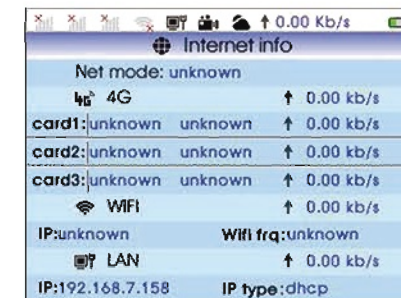 ↑ 0.00 Kb/s
Internet info
Net mode: unknown
4G 4G ↑ 0.00 kb/s
card1: unknown unknown ↑ 0.00 kb/s
card2: unknown unknown ↑ 0.00 kb/s
card3: unknown unknown ↑ 0.00 kb/s
WIFI ↑ 0.00 kb/s
IP:unknown Wifi frq:unknown
LAN ↑ 0.00 kb/s
IP:192.168.7.158 IP type:dhcp